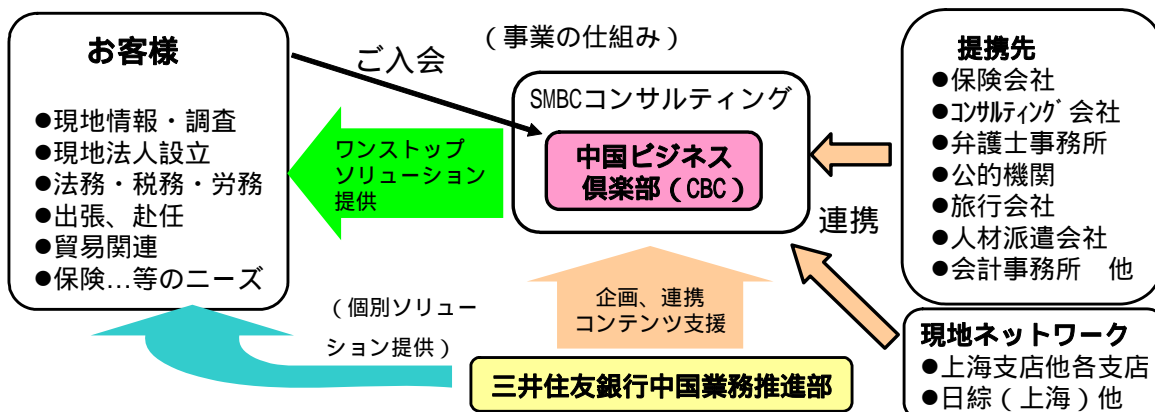 (事業の仕組み)
お客様
●現地情報・調査
●現地法人設立
●法務・税務・労務
●出張、赴任
●貿易関連
●保険…等のニーズ
ご入会
ワンストップ
ソリューション
提供
SMBCコンサルティング
中国ビジネス
倶楽部(CBC)
連携
提携先
●保険会社
●コンサルティング会社
●弁護士事務所
●公的機関
●旅行会社
●人材派遣会社
●会計事務所 他
企画、連携
コンテンツ支援
(個別ソリュー
ション提供)
三井住友銀行中国業務推進部
現地ネットワーク
●上海支店他各支店
●日綜(上海)他